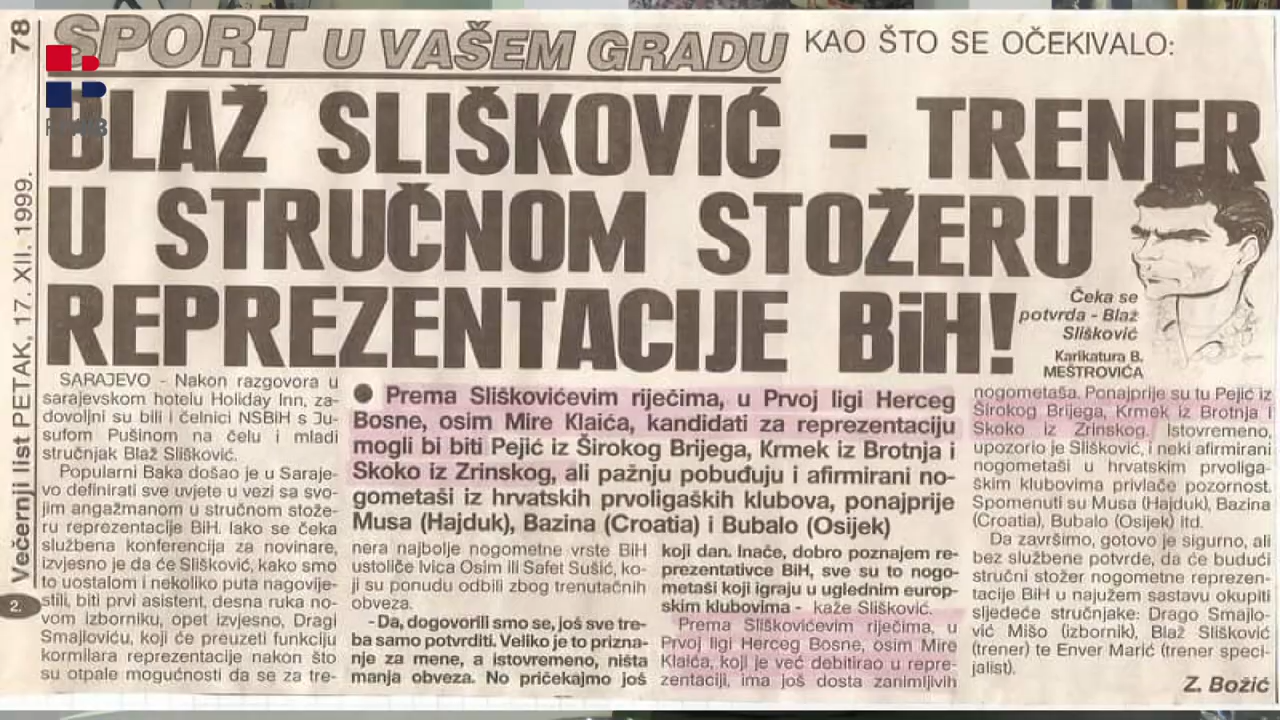 78
SPORT U VAŠEM GRADU
KAO ŠTO SE OČEKIVALO:
BLAŽ SLIŠKOVIĆ - TRENER
U STRUČNOM STOŽERU
REPREZENTACIJE BiH!
Čeka se
potvrda - Blaž
Slišković
Karikatura B.
MEŠTROVIĆA
Večernji list PETAK, 17. XII. 1999.
2.
SARAJEVO - Nakon razgovora u
sarajevskom hotelu Holiday Inn, za-
dovoljni su bili i čelnici NSBiH s Ju-
sufom Pušinom na čelu i mladi
stručnjak Blaž Slišković.
Popularni Baka došao je u Saraje-
vo definirati sve uvjete u vezi sa svo-
jim angažmanom u stručnom stože-
ru reprezentacije BiH. Iako se čeka
službena konferencija za novinare,
izvjesno je da će Slišković, kako smo
to uostalom i nekoliko puta nagovije-
stili, biti prvi asistent, desna ruka no-
vom izborniku, opet izvjesno, Dragi
Smajloviću, koji će preuzeti funkciju
kormilara reprezentacije nakon što
su otpale mogućnosti da se za tre-
● Prema Sliškovićevim riječima, u Prvoj ligi Herceg
Bosne, osim Mire Klaića, kandidati za reprezentaciju
mogli bi biti Pejić iz Širokog Brijega, Krmek iz Brotnja i
Skoko iz Zrinskog, ali pažnju pobuđuju i afirmirani no-
gometaši iz hrvatskih prvoligaških klubova, ponajprije
Musa (Hajduk), Bazina (Croatia) i Bubalo (Osijek)
nera najbolje nogometne vrste BiH
ustoliče Ivica Osim Ili Safet Sušić, ko-
ji su ponudu odbili zbog trenutačnih
obveza.
- Da, dogovorili smo se, još sve tre-
ba samo potvrditi. Veliko je to prizna-
nje za mene, a istovremeno, ništa
manja obveza. No pričekajmo još
koji dan. Inače, dobro poznajem re-
prezentativce BiH, sve su to nogo-
metaši koji igraju u uglednim europ-
skim klubovima - kaže Slišković.
Prema Sliškovićevim riječima, u
Prvoj ligi Herceg Bosne, osim Mire
Klaića, koji je već debitirao u repre-
zentaciji, ima još dosta zanimljivih
nogometaša. Ponajprije su tu Pejić iz
Širokog Brijega, Krmek iz Brotnja i
Skoko iz Zrinskog. Istovremeno,
upozorio je Slišković, i neki afirmirani
nogometaši u hrvatskim prvoliga-
škim klubovima privlače pozornost.
Spomenuti su Musa (Hajduk), Bazina
(Croatia), Bubalo (Osijek) itd.
Da završimo, gotovo je sigurno, ali
bez službene potvrde, da će budući
stručni stožer nogometne reprezen-
tacije BiH u najužem sastavu okupiti
sljedeće stručnjake: Drago Smajlo-
vić Mišo (izbornik), Blaž Slišković
(trener) te Enver Marić (trener speci-
jalist).
Z. Božić